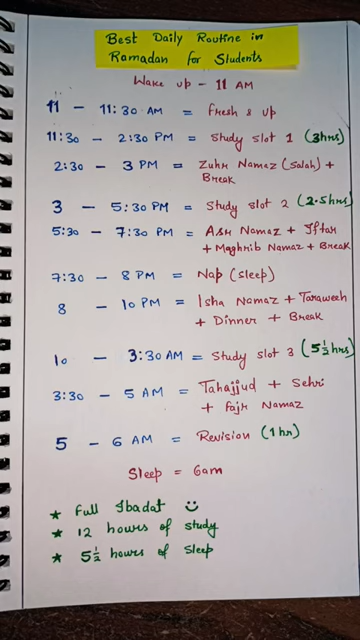 Best Daily Routine in
Ramadan for Students
Wake up - 11 AM
11 - 11:30 AM = Fresh & up
11:30 - 2:30 PM = Study slot 1 (3hrs)
2:30 - 3 PM = Zuhr Namaz (Salah) +
Break
3 - 5:30 PM = Study slot 2 (2.5hrs)
5:30 - 7:30 PM = Asr Namaz + Iftar
+ Maghrib Namaz + Break
7:30 - 8 PM = Nap (sleep)
8 - 10 PM = Isha Namaz + Taraweeh
+ Dinner + Break
10 - 3:30 AM = Study slot 3 (5½ hrs)
3:30 - 5 AM = Tahajjud + Sehri
+ Fajr Namaz
5 - 6 AM = Revision (1 hr)
Sleep = 6am
★ Full Ibadat ☺
★ 12 hours of study
★ 5½ hours of Sleep